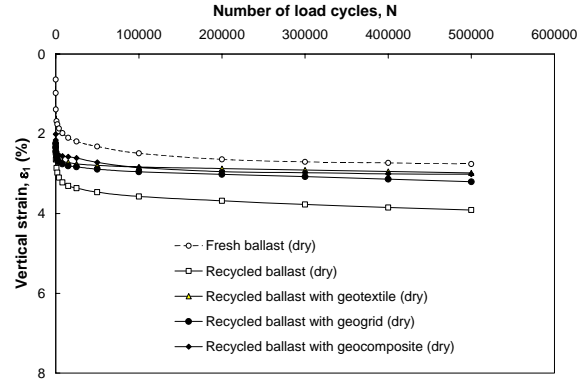 Number of load cycles, N
0 100000 200000 300000 400000 500000 600000
0
2
4
6
8
Vertical strain, ε₁ (%)
Fresh ballast (dry)
Recycled ballast (dry)
Recycled ballast with geotextile (dry)
Recycled ballast with geogrid (dry)
Recycled ballast with geocomposite (dry)